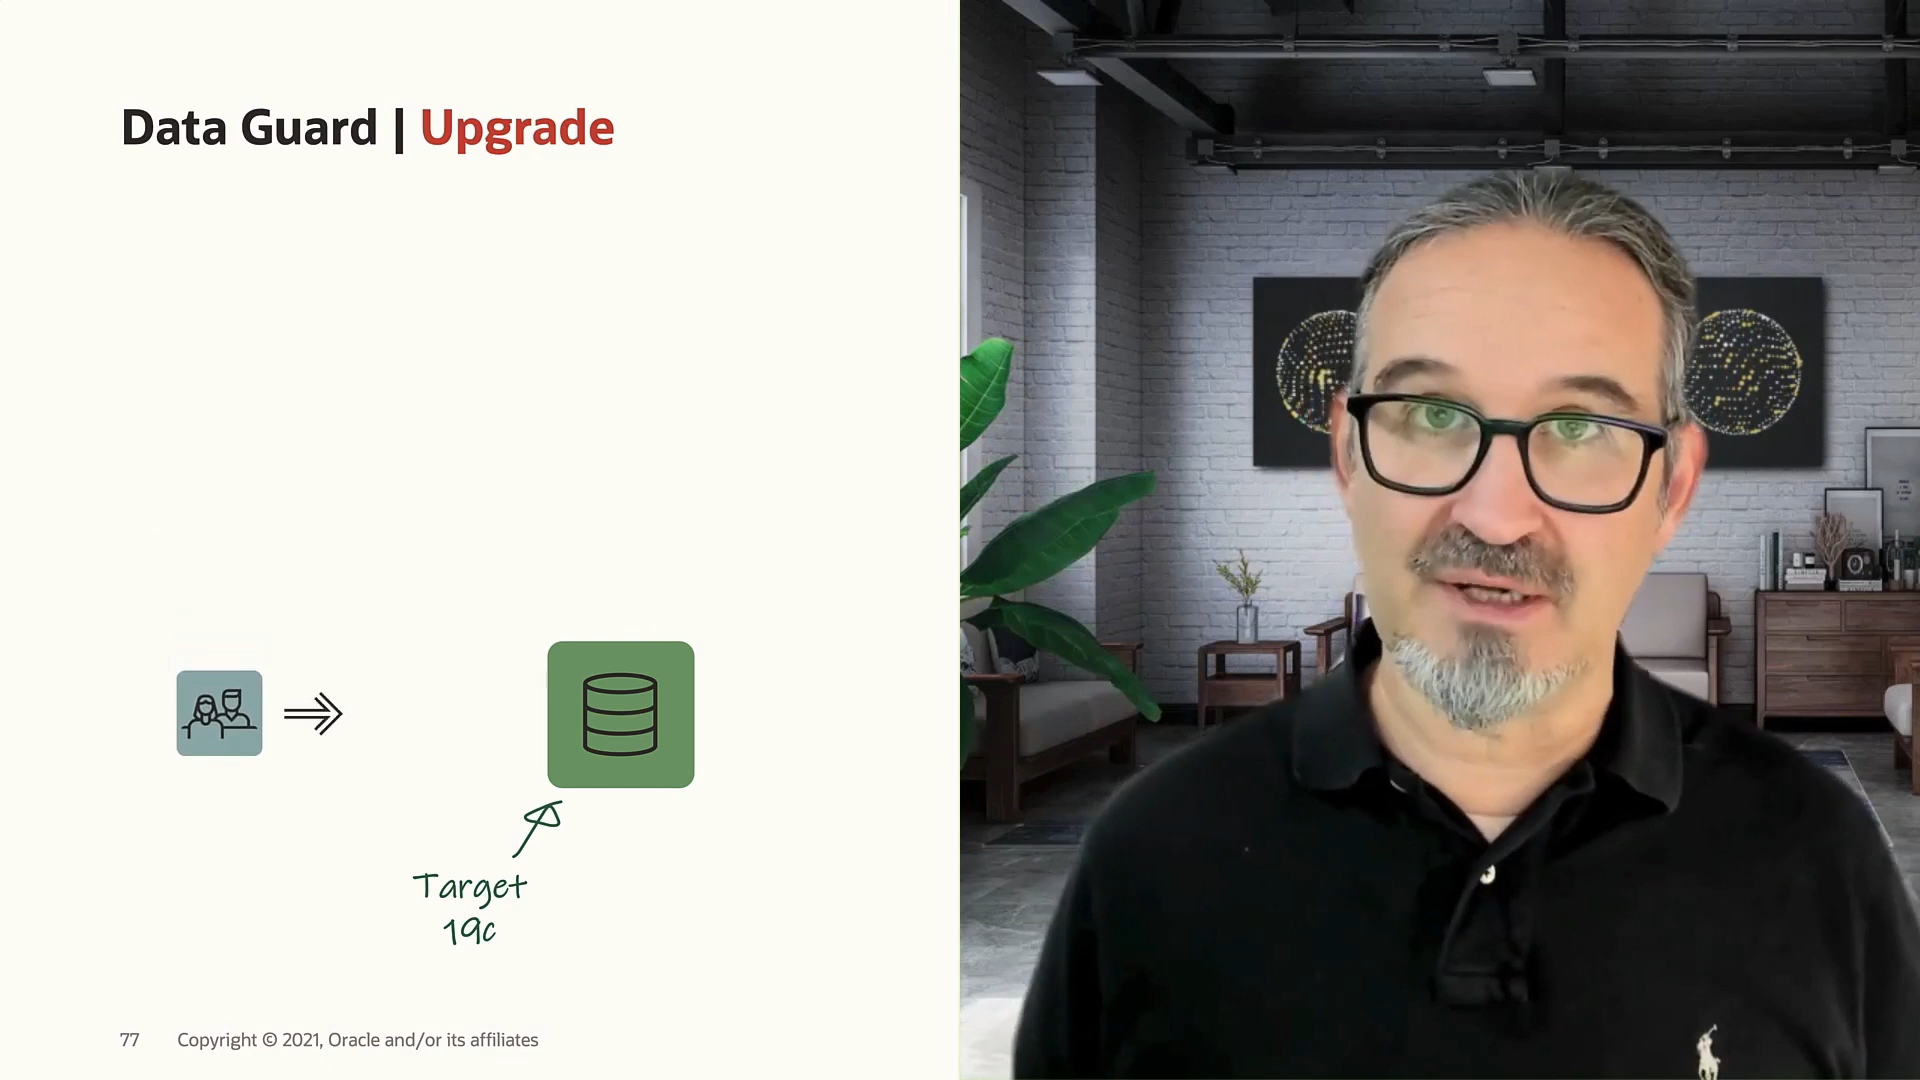 Data Guard | Upgrade
Target
19c
77 Copyright © 2021, Oracle and/or its affiliates